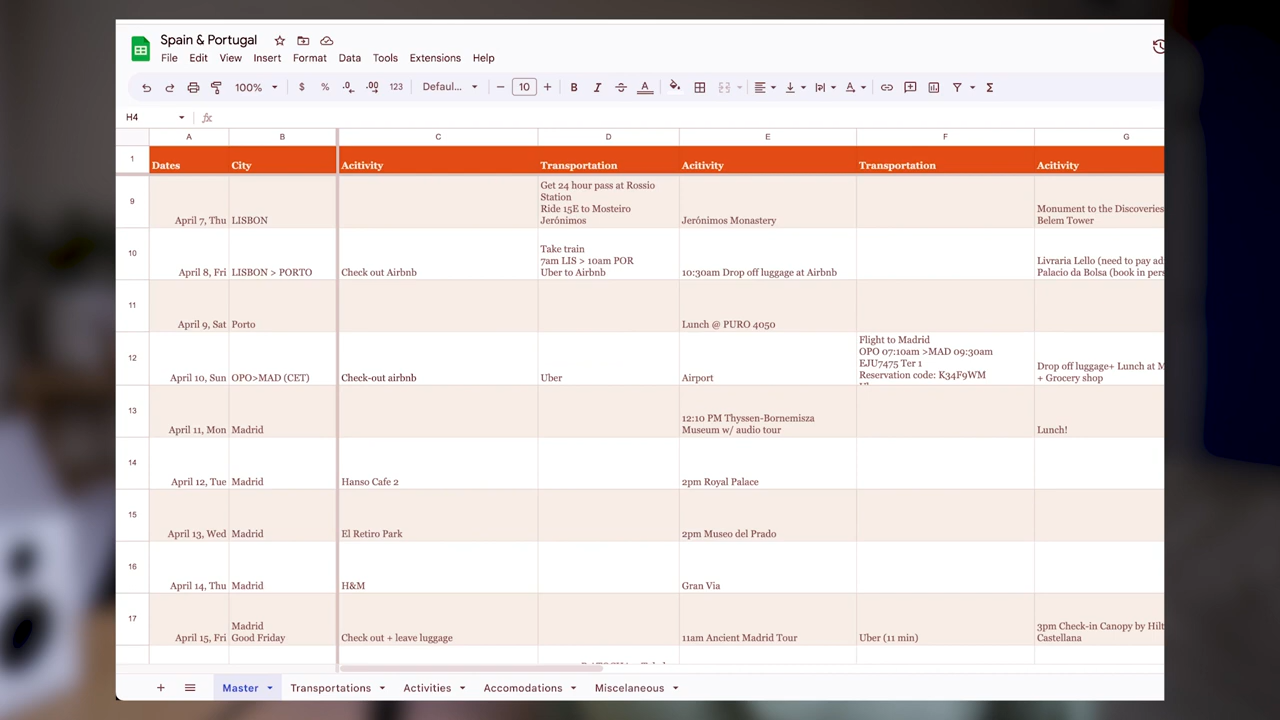 Spain & Portugal
File Edit View Insert Format Data Tools Extensions Help
100% $ % .0 .00 123 Defaul... 10 B I A
H4 fx
A B C D E F G
1 Dates City Acitivity Transportation Acitivity Transportation Acitivity
9 April 7, Thu LISBON
Get 24 hour pass at Rossio
Station
Ride 15E to Mosteiro
Jerónimos
Jerónimos Monastery
Monument to the Discoveries
Belem Tower
10 April 8, Fri LISBON > PORTO Check out Airbnb
Take train
7am LIS > 10am POR
Uber to Airbnb
10:30am Drop off luggage at Airbnb
Livraria Lello (need to pay ad
Palacio da Bolsa (book in pers
11 April 9, Sat Porto Lunch @ PURO 4050
12 April 10, Sun OPO>MAD (CET) Check-out airbnb Uber Airport
Flight to Madrid
OPO 07:10am >MAD 09:30am
EJU7475 Ter 1
Reservation code: K34F9WM
Drop off luggage+ Lunch at M
+ Grocery shop
13 April 11, Mon Madrid
12:10 PM Thyssen-Bornemisza
Museum w/ audio tour
Lunch!
14 April 12, Tue Madrid Hanso Cafe 2 2pm Royal Palace
15 April 13, Wed Madrid El Retiro Park 2pm Museo del Prado
16 April 14, Thu Madrid H&M Gran Via
17 April 15, Fri
Madrid
Good Friday
Check out + leave luggage 11am Ancient Madrid Tour Uber (11 min)
3pm Check-in Canopy by Hilt
Castellana
Master Transportations Activities Accomodations Miscelaneous